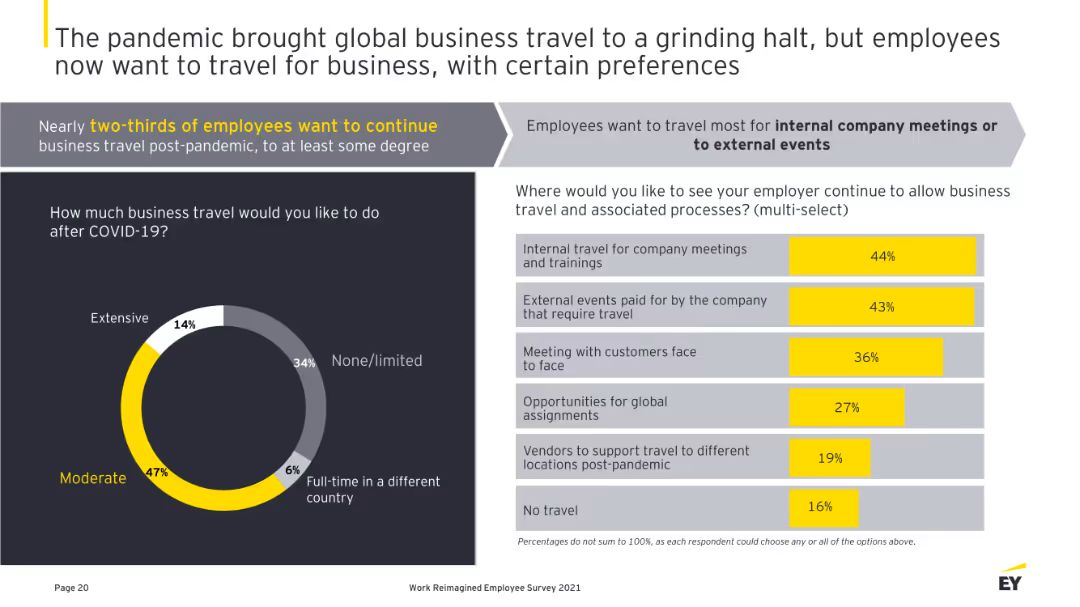 The pandemic brought global business travel to a grinding halt, but employees
now want to travel for business, with certain preferences
Nearly two-thirds of employees want to continue
business travel post-pandemic, to at least some degree
Employees want to travel most for internal company meetings or
to external events
How much business travel would you like to do
after COVID-19?
Extensive
14%
34%
None/limited
Moderate
47%
6%
Full-time in a different
country
Where would you like to see your employer continue to allow business
travel and associated processes? (multi-select)
Internal travel for company meetings
and trainings
44%
External events paid for by the company
that require travel
43%
Meeting with customers face
to face
36%
Opportunities for global
assignments
27%
Vendors to support travel to different
locations post-pandemic
19%
No travel
16%
Percentages do not sum to 100%, as each respondent could choose any or all of the options above.
Page 20
Work Reimagined Employee Survey 2021
EY